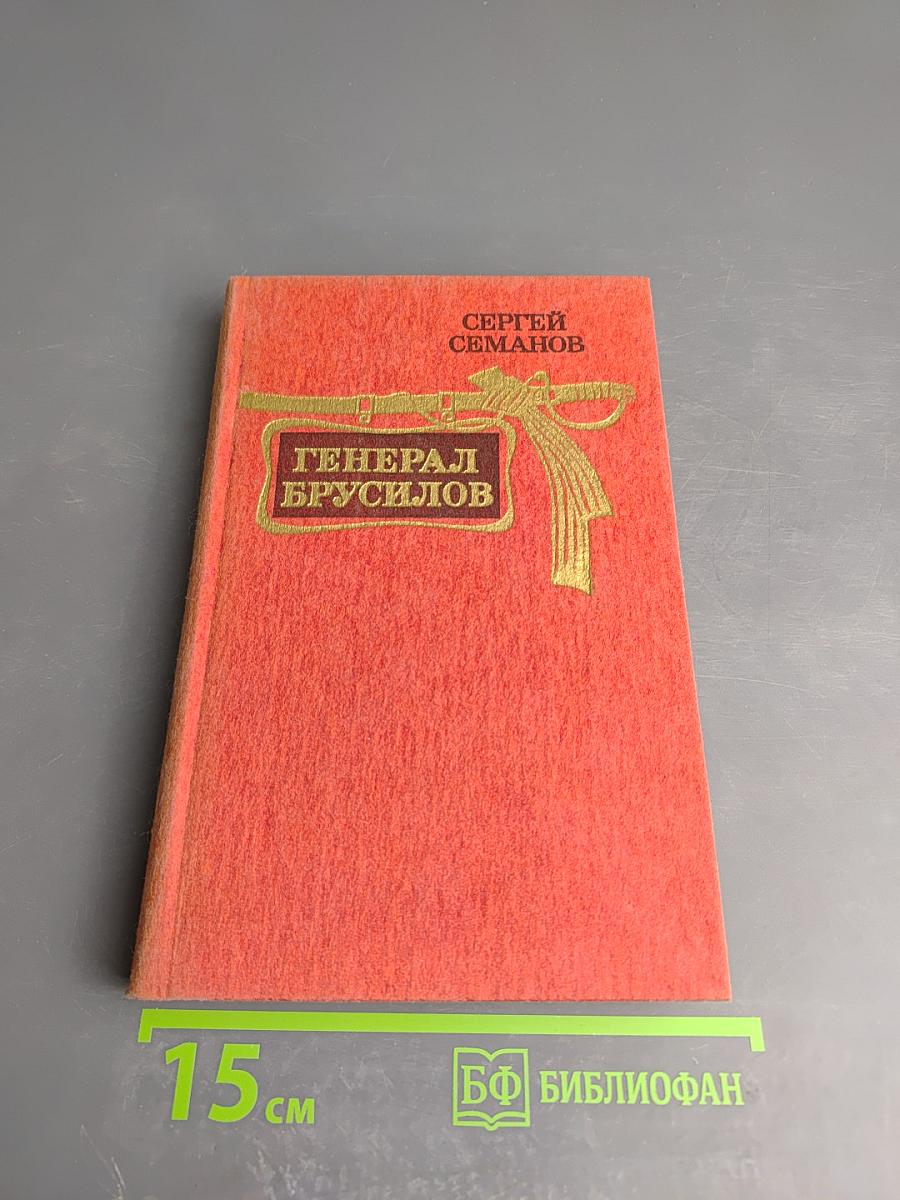 СЕРГЕЙ
СЕМАНОВ
ГЕНЕРАЛ
БРУСИЛОВ
15 см
БФ БИБЛИОФАН